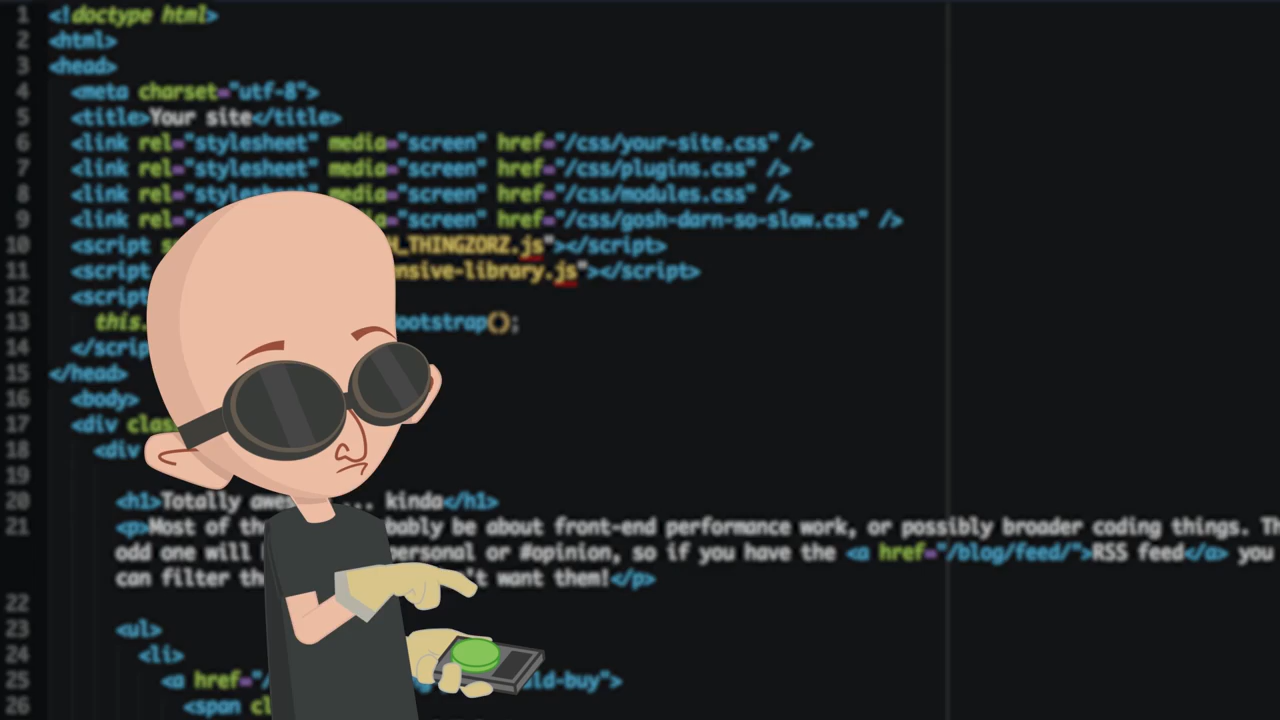 1 <!doctype html>
2 <html>
3 <head>
4 <meta charset="utf-8">
5 <title>Your site</title>
6 <link rel="stylesheet" media="screen" href="/css/your-site.css" />
7 <link rel="stylesheet" media="screen" href="/css/plugins.css" />
8 <link rel="stylesheet" media="screen" href="/css/modules.css" />
9 <link rel="s "screen" href="/css/gosh-darn-so-slow.css" />
10 <script s _THINGZORZ.js"></script>
11 <script nsive-library.js"></script>
12 <script
13 this. ootstrap();
14 </scrip
15 </head>
16 <body>
17 <div clas
18 <div
19
20 <h1>Totally awes ... kinda</h1>
21 <p>Most of the bably be about front-end performance work, or possibly broader coding things. Th
odd one will personal or #opinion, so if you have the <a href="/blog/feed/">RSS feed</a> you
can filter the 't want them!</p>
22
23 <ul>
24 <li>
25 <a href="/ ld-buy">
26 <span cl